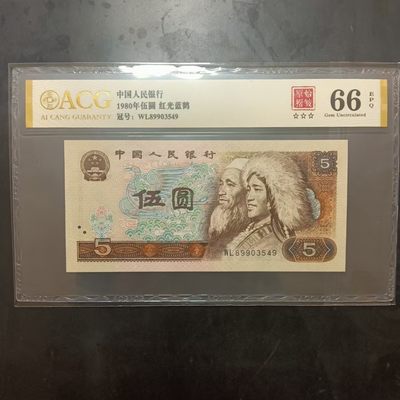 ACG
AI CANG GUARANTY
中国人民银行
1980年伍圆 红光蓝鹤
冠号: WL89903549
66
EPQ
Gem Uncirculated
中国人民银行
5
伍圆
5
5
WL89903549